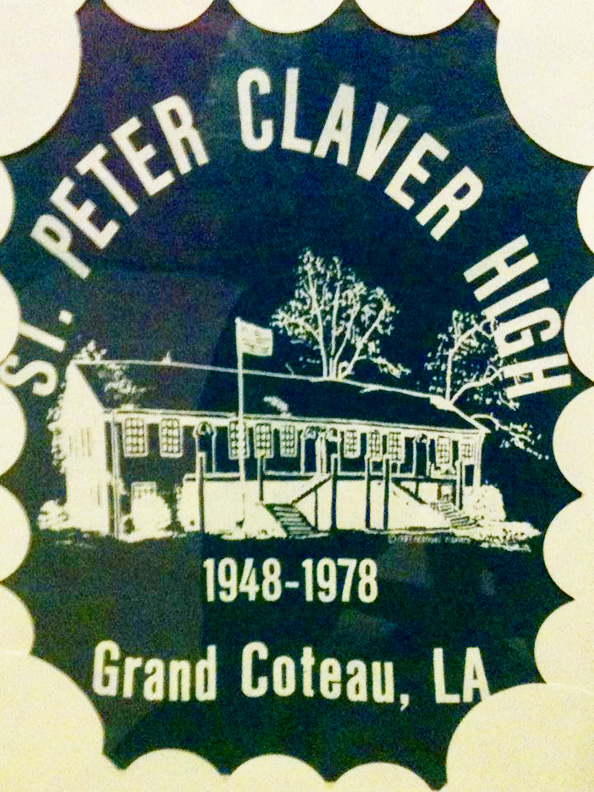 ST. PETER CLAVER HIGH
1948-1978
Grand Coteau, LA